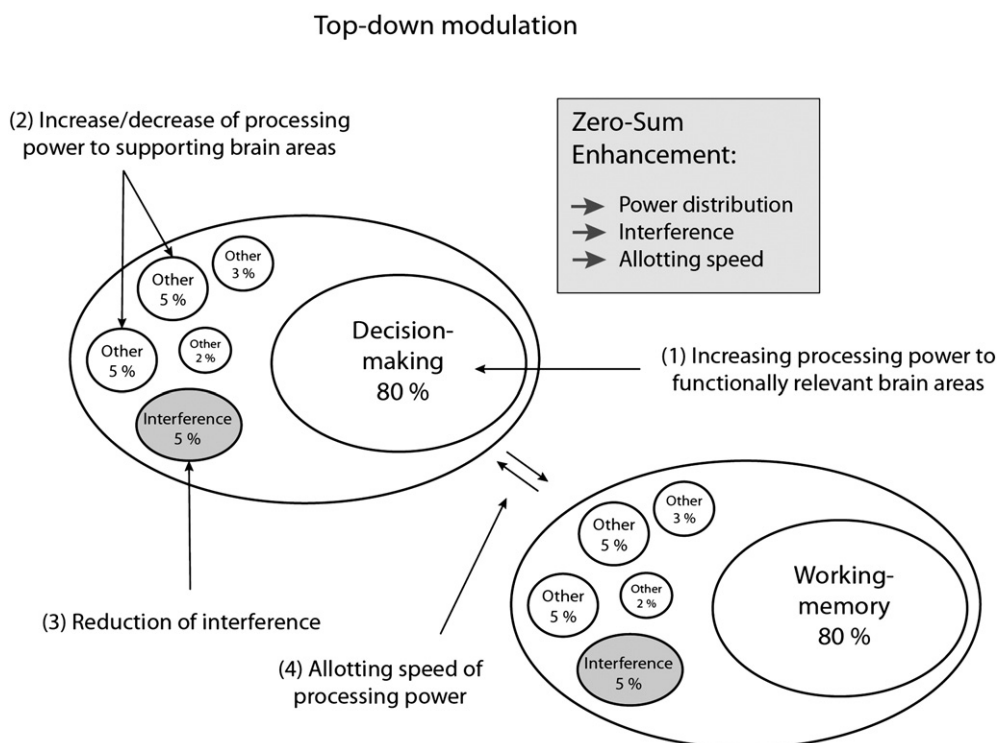 Top-down modulation
(2) Increase/decrease of processing
power to supporting brain areas
Zero-Sum
Enhancement:
Power distribution
Interference
Allotting speed
Other
3 %
Other
5 %
Other
5 %
Other
2 %
Interference
5 %
Decision-
making
80 %
(1) Increasing processing power to
functionally relevant brain areas
(3) Reduction of interference
(4) Allotting speed of
processing power
Other
3 %
Other
5 %
Other
5 %
Other
2 %
Interference
5 %
Working-
memory
80 %